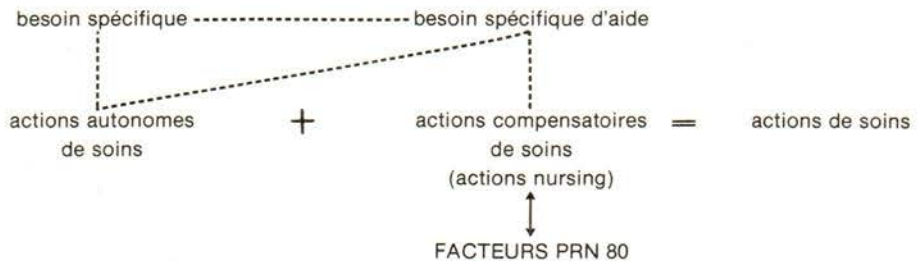 besoin spécifique besoin spécifique d'aide
actions autonomes + actions compensatoires = actions de soins
de soins de soins
(actions nursing)
FACTEURS PRN 80